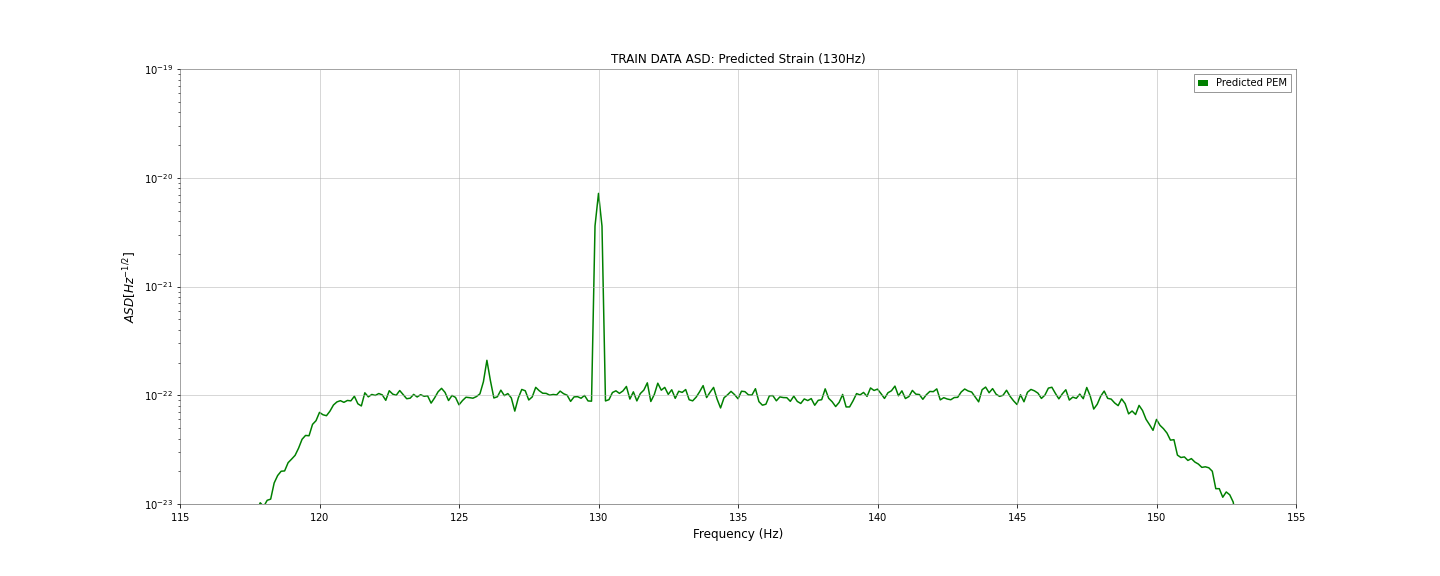 TRAIN DATA ASD: Predicted Strain (130Hz)
Predicted PEM
10⁻¹⁹
10⁻²⁰
10⁻²¹
10⁻²²
10⁻²³
ASD[Hz⁻¹/²]
115 120 125 130 135 140 145 150 155
Frequency (Hz)